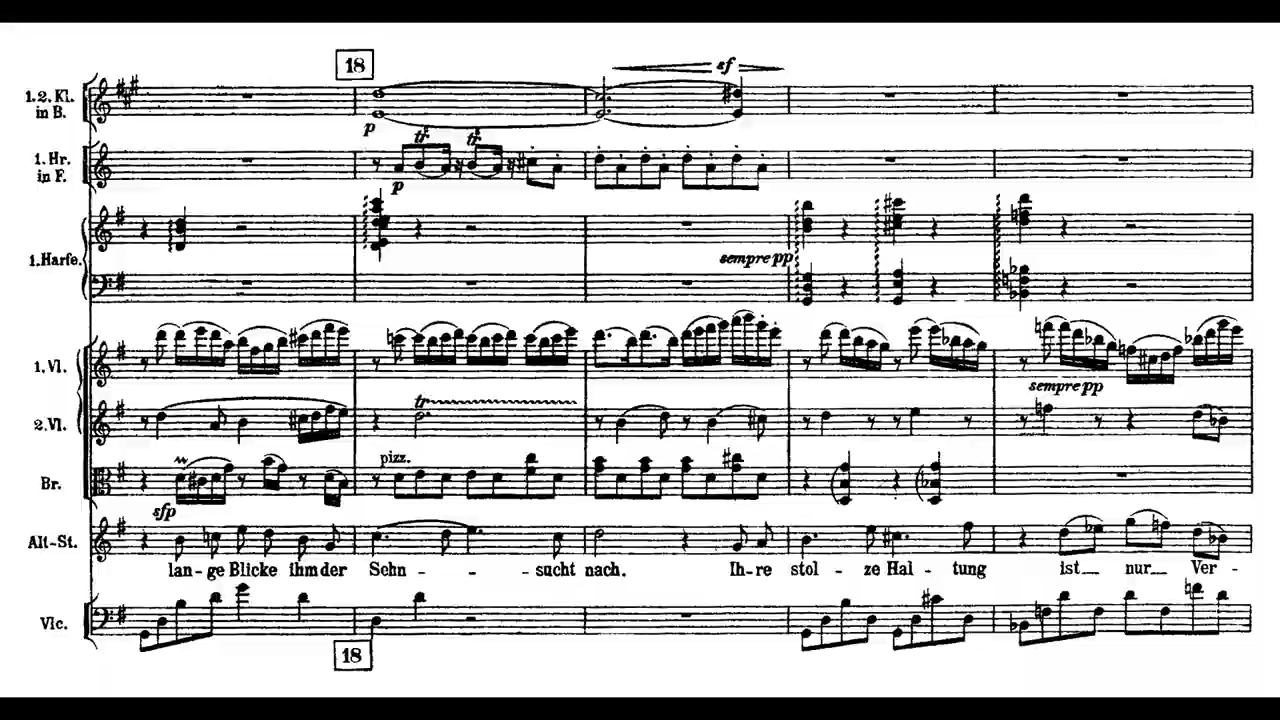 18
1.2. Kl.
in B.
sf
p
tr tr
1. Hr.
in F.
p
1. Harfe.
sempre pp
1. Vl.
sempre pp
tr
2. Vl.
pizz.
Br.
sfp
Alt-St.
lan-ge Blicke ihm der Sehn - - - sucht nach. Ih-re stol - ze Hal - tung ist nur Ver -
Vlc.
18